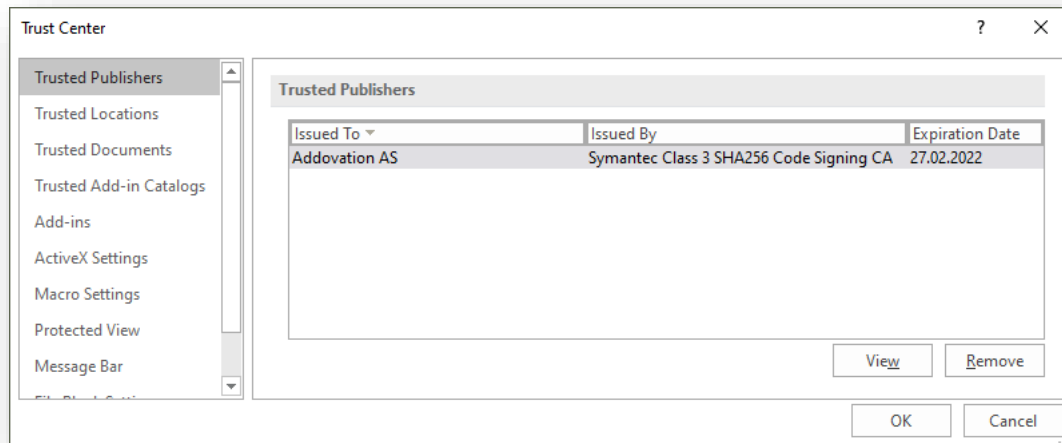 Trust Center
?
Trusted Publishers
Trusted Locations
Trusted Documents
Trusted Add-in Catalogs
Add-ins
ActiveX Settings
Macro Settings
Protected View
Message Bar
Trusted Publishers
Issued To Issued By Expiration Date
Addovation AS Symantec Class 3 SHA256 Code Signing CA 27.02.2022
View Remove
OK Cancel